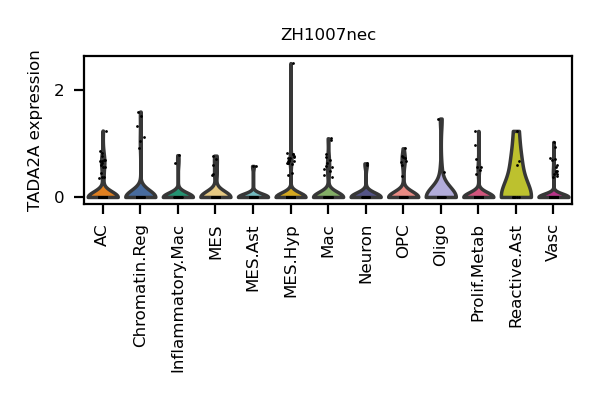 ZH1007nec
TADA2A expression
2
0
AC
Chromatin.Reg
Inflammatory.Mac
MES
MES.Ast
MES.Hyp
Mac
Neuron
OPC
Oligo
Prolif.Metab
Reactive.Ast
Vasc